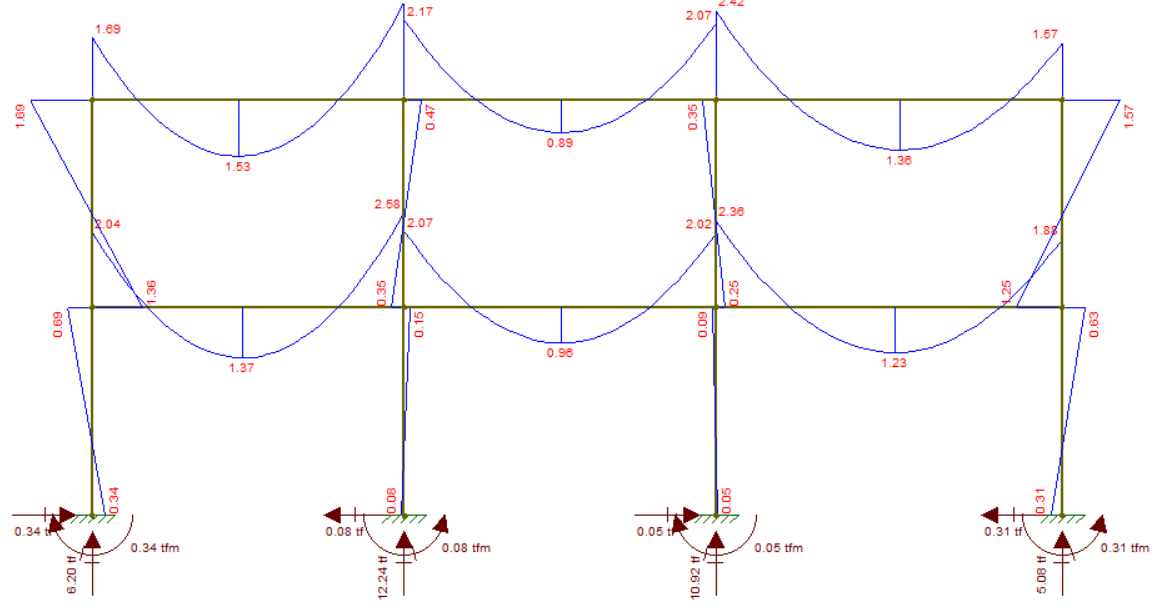 2.42
1.69
2.17
2.07
1.57
1.69
0.47
0.35
1.57
1.53
0.89
1.36
2.04
2.58
2.07
2.02
2.36
1.36
0.35
0.25
1.25
0.69
0.15
0.09
0.63
1.37
0.96
1.23
0.34
0.08
0.05
0.31
0.34 tf
0.34 tfm
0.08 tf
0.08 tfm
0.05 tf
0.05 tfm
0.31 tf
0.31 tfm
6.20 tf
12.24 tf
10.92 tf
5.08 tf